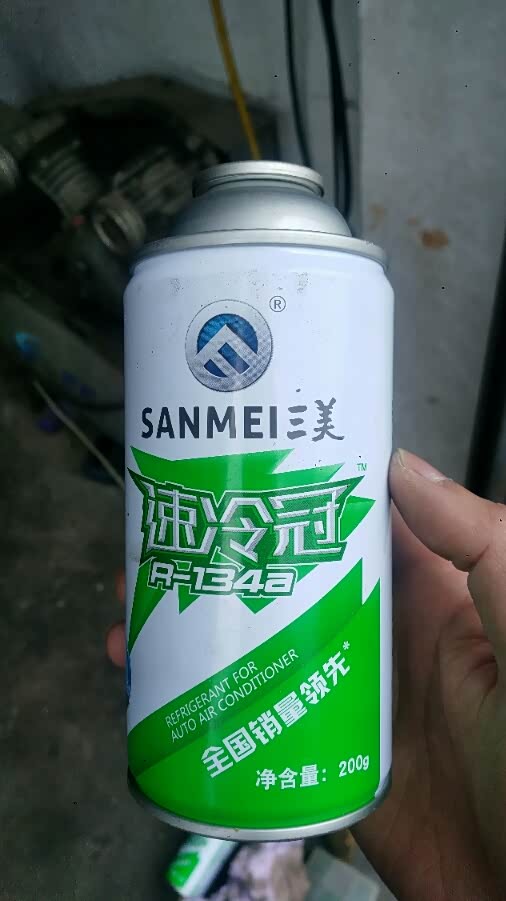 ®
SANMEI三美
TM
速冷冠
R-134a
REFRIGERANT FOR
AUTO AIR CONDITIONER
全国销量领先*
净含量：200g